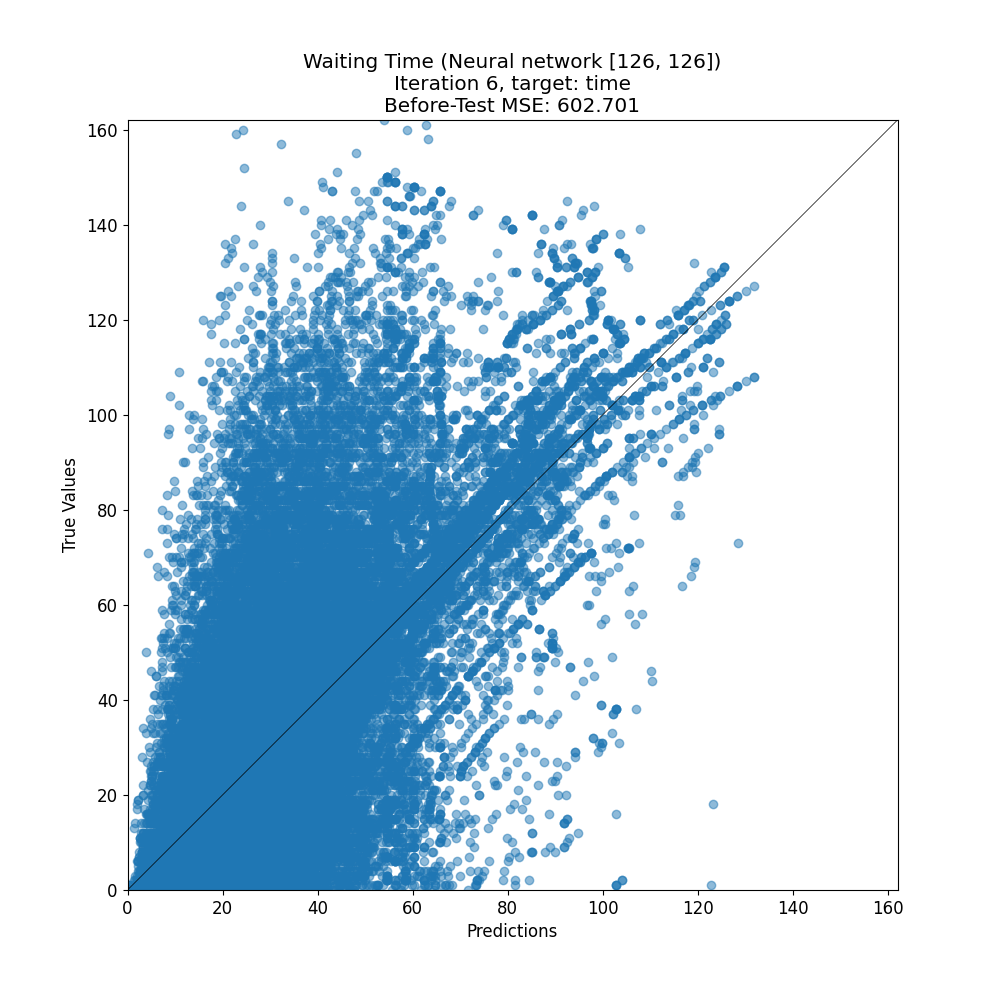 Waiting Time (Neural network [126, 126])
Iteration 6, target: time
Before-Test MSE: 602.701
160
140
120
100
80
60
40
20
0
True Values
0 20 40 60 80 100 120 140 160
Predictions